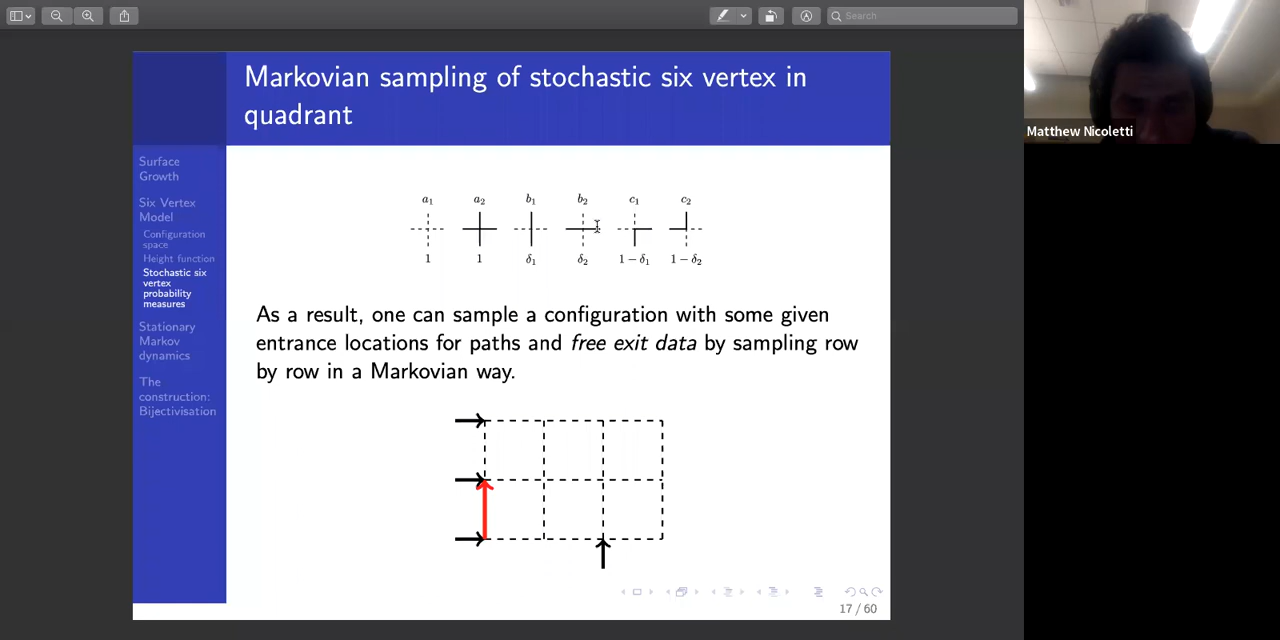 Search
Markovian sampling of stochastic six vertex in
quadrant
Matthew Nicoletti
Surface
Growth
Six Vertex
Model
Configuration
space
Height function
Stochastic six
vertex
probability
measures
Stationary
Markov
dynamics
The
construction:
Bijectivisation
a₁ a₂ b₁ b₂ c₁ c₂
1 1 δ₁ δ₂ 1 − δ₁ 1 − δ₂
As a result, one can sample a configuration with some given
entrance locations for paths and free exit data by sampling row
by row in a Markovian way.
17 / 60